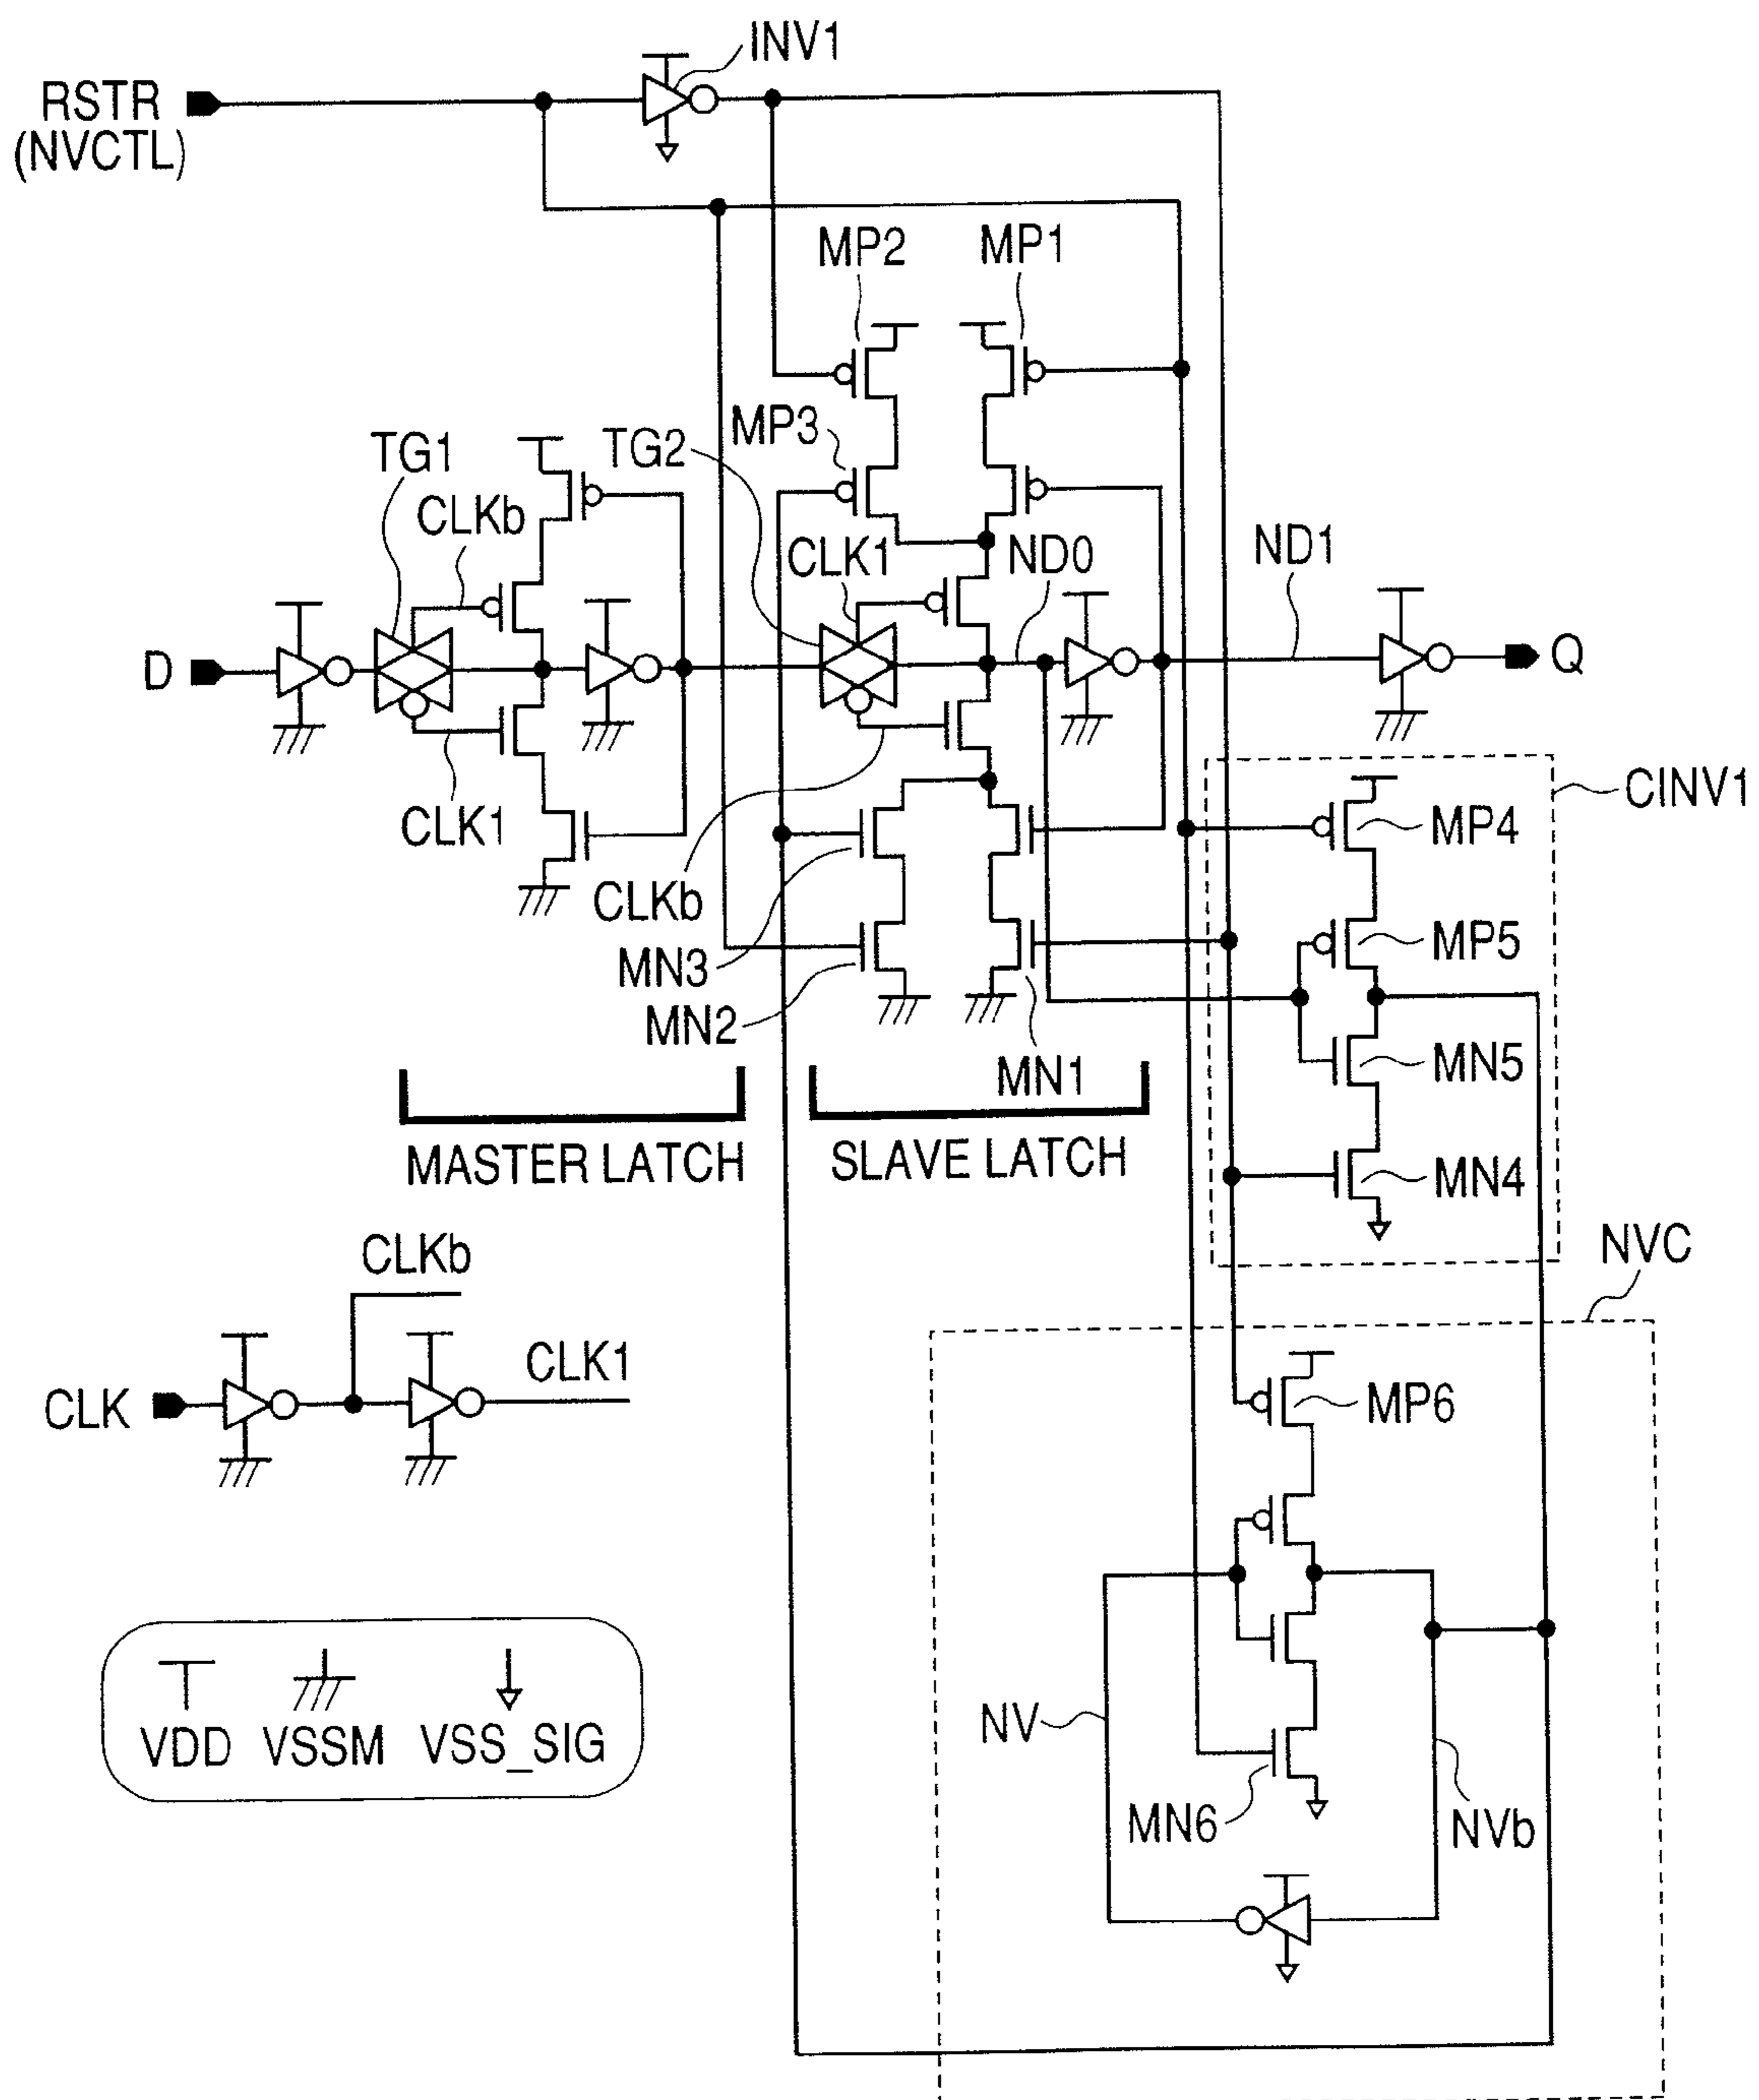 INV1
RSTR
(NVCTL)
MP2
MP1
MP3
TG2
TG1
CLKb
CLK1
ND0
ND1
D
Q
CINV1
MP4
CLK1
CLKb
MP5
MN3
MN2
MN1
MN5
MASTER LATCH
SLAVE LATCH
MN4
NVC
CLKb
CLK1
CLK
MP6
NV
VDD
VSSM
VSS_SIG
MN6
NVb